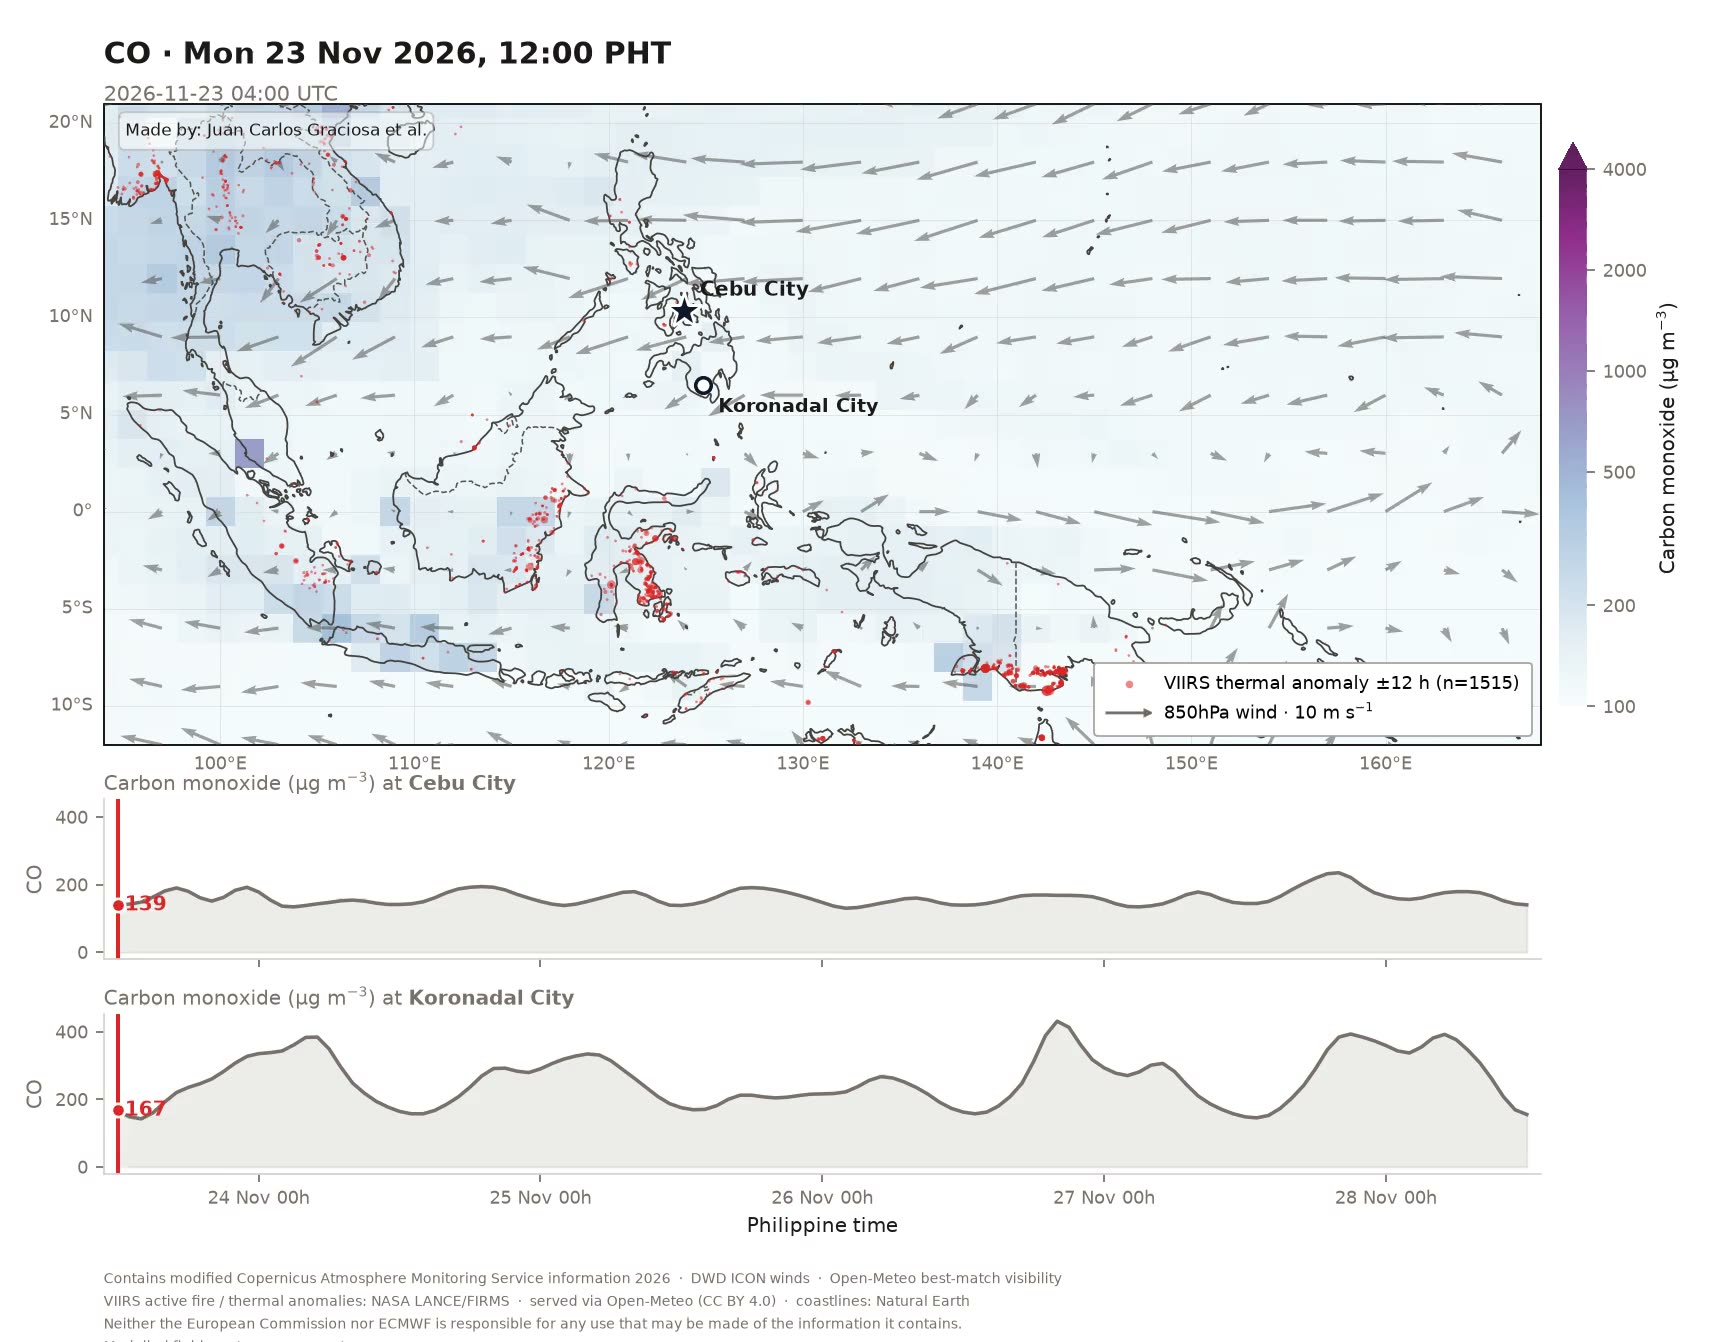 CO · Mon 23 Nov 2026, 12:00 PHT
2026-11-23 04:00 UTC
Made by: Juan Carlos Graciosa et al.
20°N
15°N
10°N
5°N
0°
5°S
10°S
100°E
110°E
120°E
130°E
140°E
150°E
160°E
Cebu City
Koronadal City
VIIRS thermal anomaly ±12 h (n=1515)
850hPa wind · 10 m s⁻¹
4000
2000
1000
500
200
100
Carbon monoxide (µg m⁻³)
Carbon monoxide (µg m⁻³) at Cebu City
CO
400
200
0
139
Carbon monoxide (µg m⁻³) at Koronadal City
CO
400
200
0
167
24 Nov 00h
25 Nov 00h
26 Nov 00h
27 Nov 00h
28 Nov 00h
Philippine time
Contains modified Copernicus Atmosphere Monitoring Service information 2026 · DWD ICON winds · Open-Meteo best-match visibility
VIIRS active fire / thermal anomalies: NASA LANCE/FIRMS · served via Open-Meteo (CC BY 4.0) · coastlines: Natural Earth
Neither the European Commission nor ECMWF is responsible for any use that may be made of the information it contains.